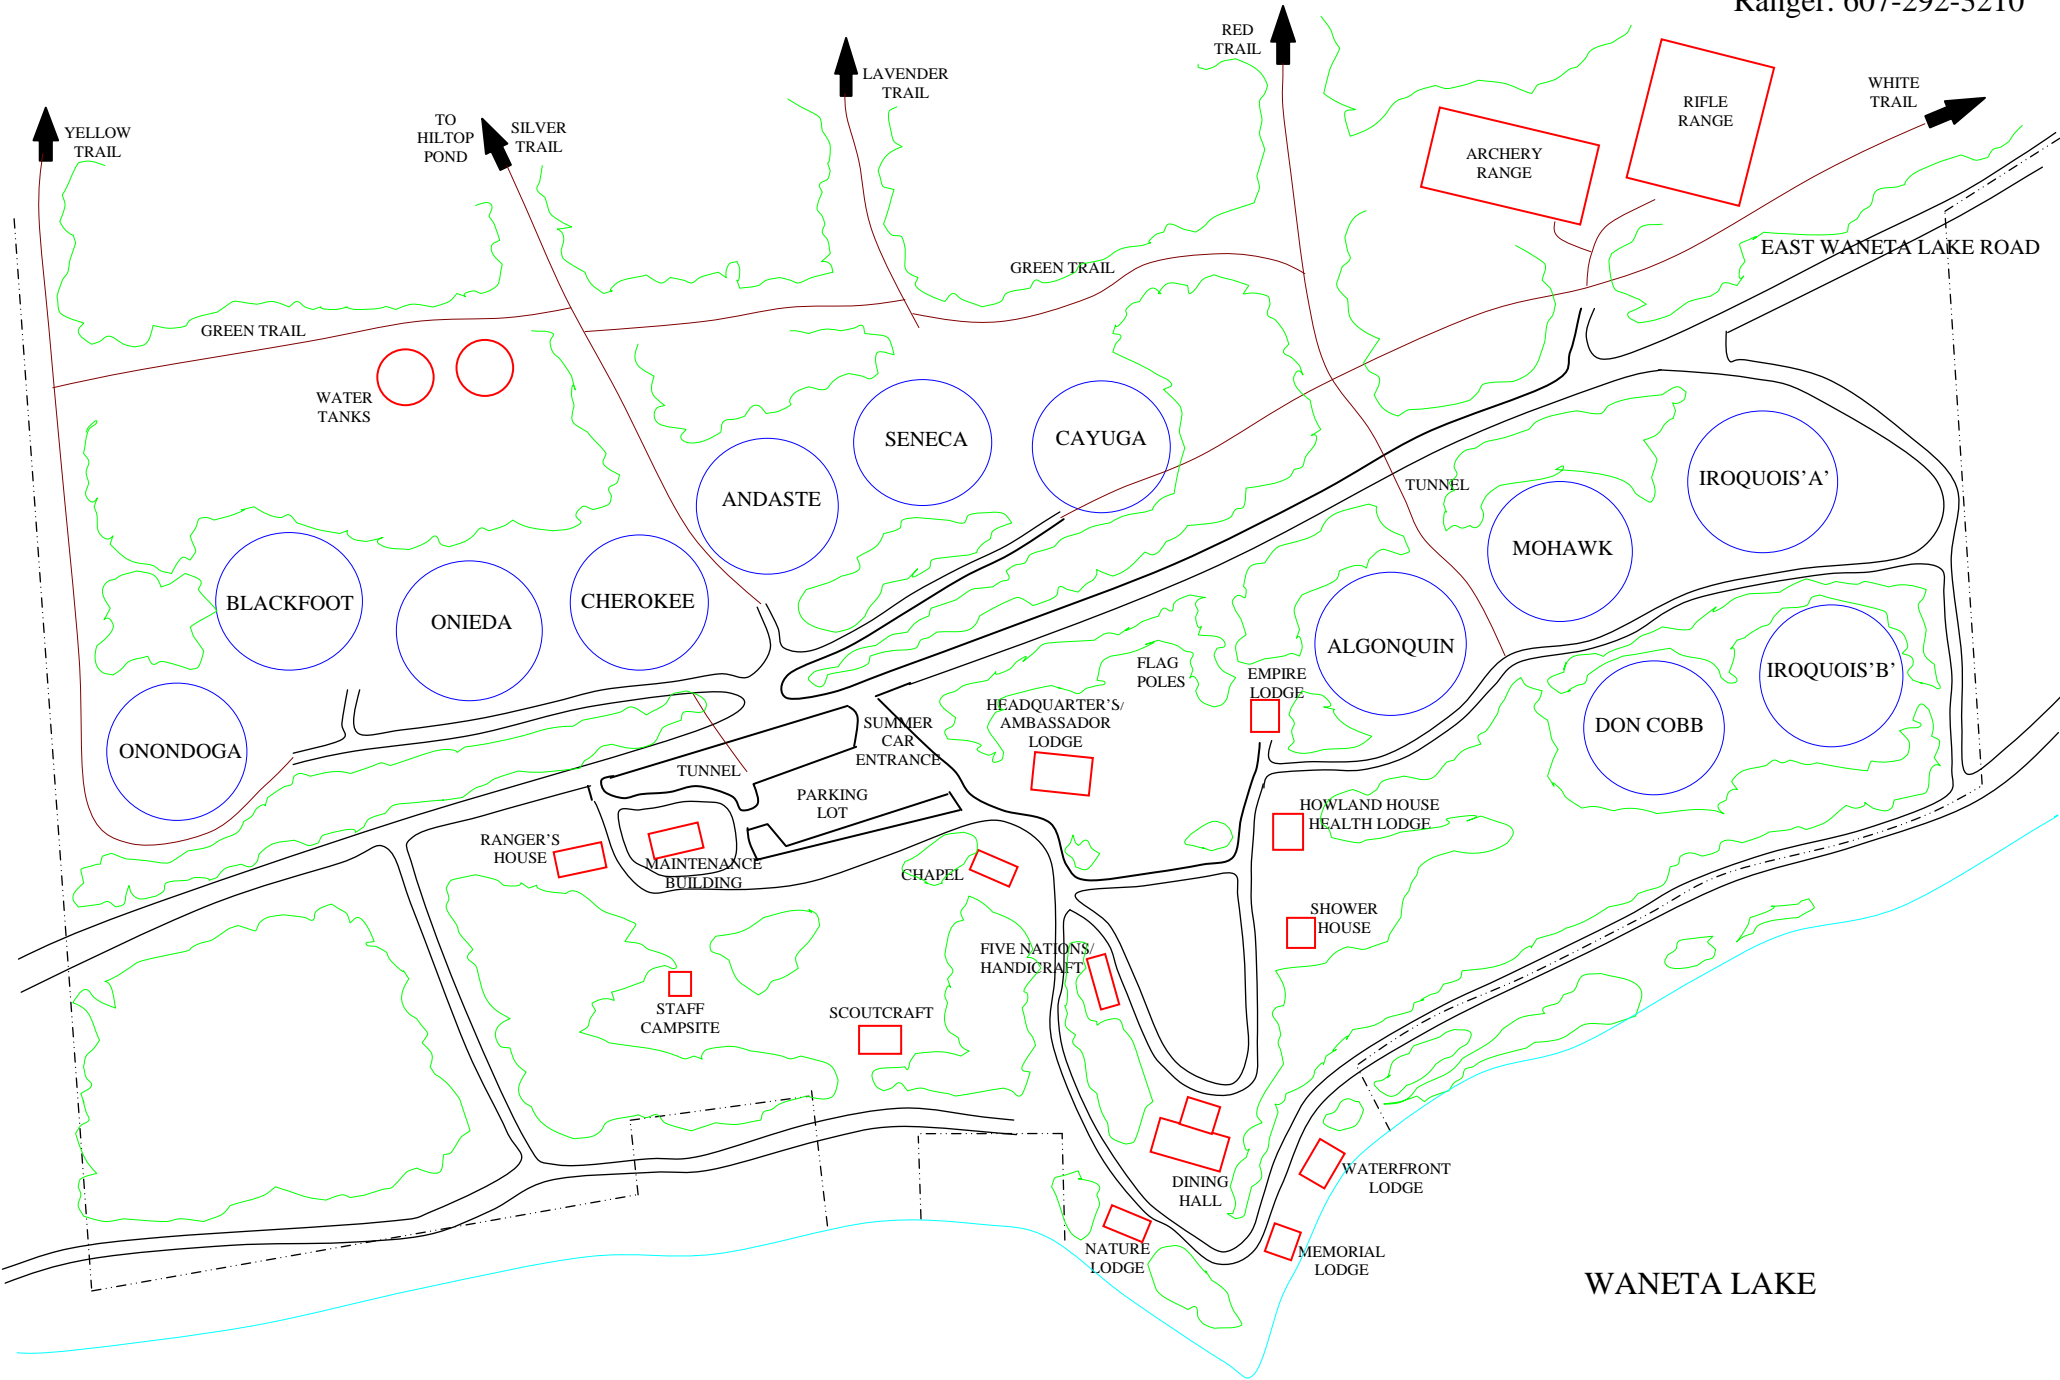 Ranger: 607-292-3210
RED
TRAIL
LAVENDER
TRAIL
WHITE
TRAIL
RIFLE
RANGE
YELLOW
TRAIL
TO
HILTOP
POND
SILVER
TRAIL
ARCHERY
RANGE
EAST WANETA LAKE ROAD
GREEN TRAIL
GREEN TRAIL
WATER
TANKS
SENECA
CAYUGA
ANDASTE
TUNNEL
IROQUOIS'A'
MOHAWK
BLACKFOOT
ONIEDA
CHEROKEE
ALGONQUIN
FLAG
POLES
EMPIRE
LODGE
IROQUOIS'B'
DON COBB
ONONDOGA
HEADQUARTER'S/
AMBASSADOR
LODGE
SUMMER
CAR
ENTRANCE
TUNNEL
PARKING
LOT
HOWLAND HOUSE
HEALTH LODGE
RANGER'S
HOUSE
MAINTENANCE
BUILDING
CHAPEL
SHOWER
HOUSE
FIVE NATIONS/
HANDICRAFT
STAFF
CAMPSITE
SCOUTCRAFT
DINING
HALL
WATERFRONT
LODGE
NATURE
LODGE
MEMORIAL
LODGE
WANETA LAKE